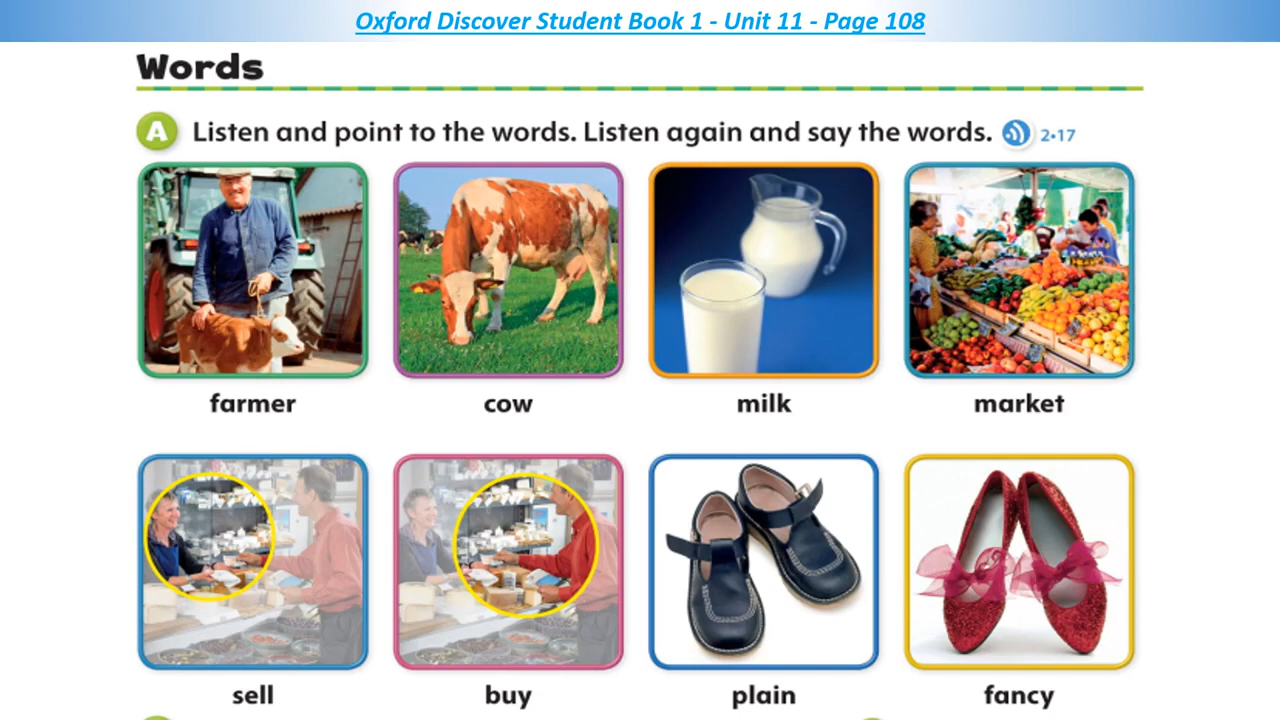 Oxford Discover Student Book 1 - Unit 11 - Page 108
Words
A Listen and point to the words. Listen again and say the words. 2•17
farmer cow milk market
sell buy plain fancy